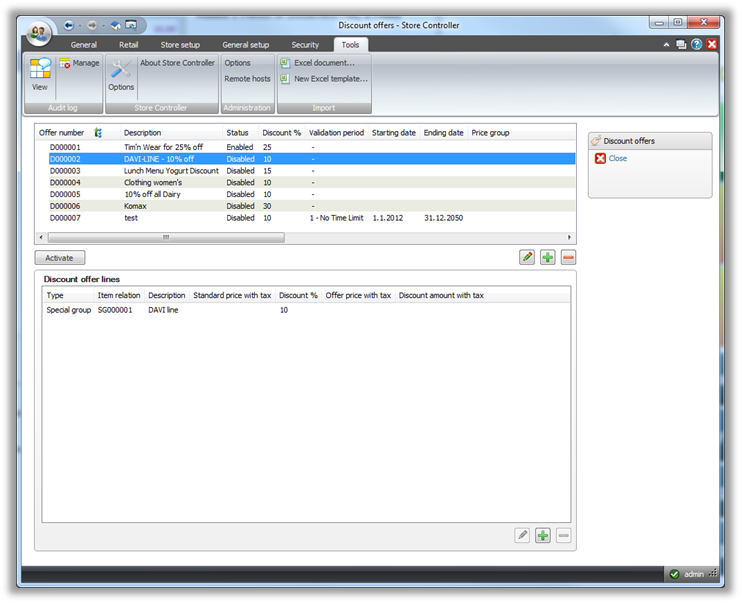 Discount offers - Store Controller
General Retail Store setup General setup Security Tools
Manage About Store Controller Options Excel document...
View Options Remote hosts New Excel template...
Audit log Store Controller Administration Import
Offer number Description Status Discount % Validation period Starting date Ending date Price group
D000001 Tim'n Wear for 25% off Enabled 25 -
D000002 DAVI-LINE - 10% off Disabled 10 -
D000003 Lunch Menu Yogurt Discount Disabled 15 -
D000004 Clothing women's Disabled 10 -
D000005 10% off all Dairy Disabled 10 -
D000006 Komax Disabled 30 -
D000007 test Disabled 10 1 - No Time Limit 1.1.2012 31.12.2050
Discount offers
Close
Activate
Discount offer lines
Type Item relation Description Standard price with tax Discount % Offer price with tax Discount amount with tax
Special group SG000001 DAVI line 10
admin